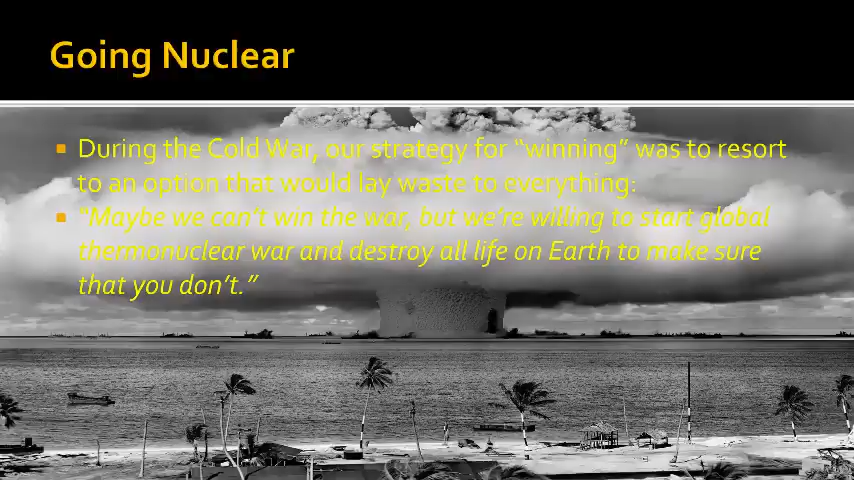 Going Nuclear
During the Cold War, our strategy for “winning” was to resort
to an option that would lay waste to everything:
“Maybe we can’t win the war, but we’re willing to start global
thermonuclear war and destroy all life on Earth to make sure
that you don’t.”